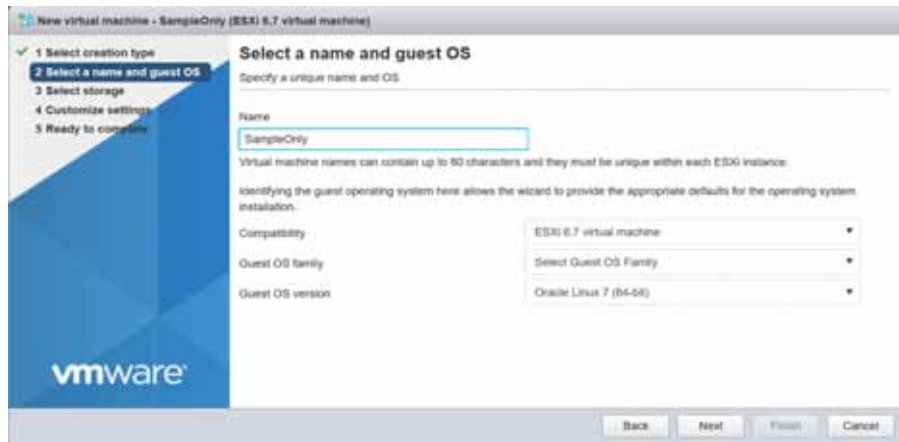 New virtual machine - SampleOnly (ESXi 6.7 virtual machine)
1 Select creation type
2 Select a name and guest OS
3 Select storage
4 Customize settings
5 Ready to complete
Select a name and guest OS
Specify a unique name and OS
Name
SampleOnly
Virtual machine names can contain up to 80 characters and they must be unique within each ESXi instance.
Identifying the guest operating system here allows the wizard to provide the appropriate defaults for the operating system
installation.
Compatibility
ESXi 6.7 virtual machine
Guest OS family
Select Guest OS Family
Guest OS version
Oracle Linux 7 (64-bit)
vmware
Back
Next
Finish
Cancel